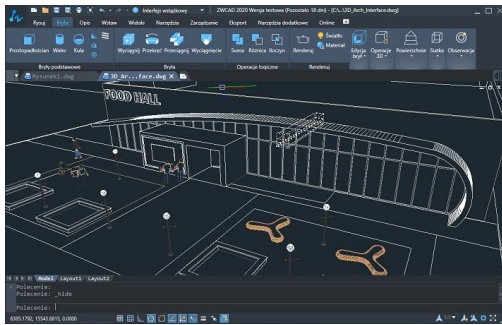 Interfejs wstążkowy
ZWCAD 2020 Wersja testowa (Pozostało 18 dni) - [C:\...\3D_Arch_Interface.dwg]
Rysuj Bryła Opis Wstaw Widoki Narzędzia Zarządzanie Eksport Narzędzia dodatkowe Online
Prostopadłościan Walec Kula
Wyciągnij Przekręć Przeciągnij Wyciągnięcie
Suma Różnica Iloczyn
Renderuj
Światło
Materiał
Edycja brył
Operacje 3D
Powierzchnie
Siatka
Obserwacja
Bryły podstawowe Bryła Operacje logiczne Renderuj
Rysunek1.dwg 3D_Ar...face.dwg
FOOD HALL
Model Layout1 Layout2
Polecenie:
Polecenie: _hide
Polecenie:
6385.1792, 15548.6815, 0.0000